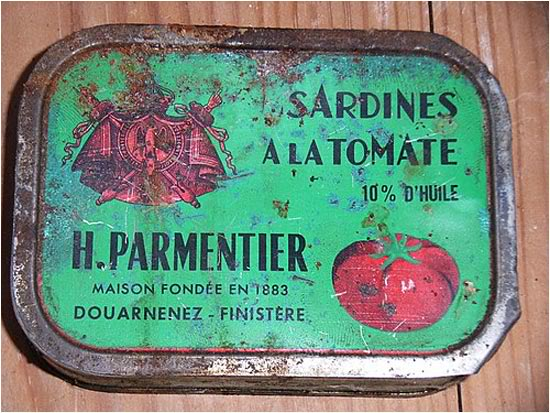 SARDINES
A LA TOMATE
10% D'HUILE
H. PARMENTIER
MAISON FONDÉE EN 1883
DOUARNENEZ - FINISTÈRE